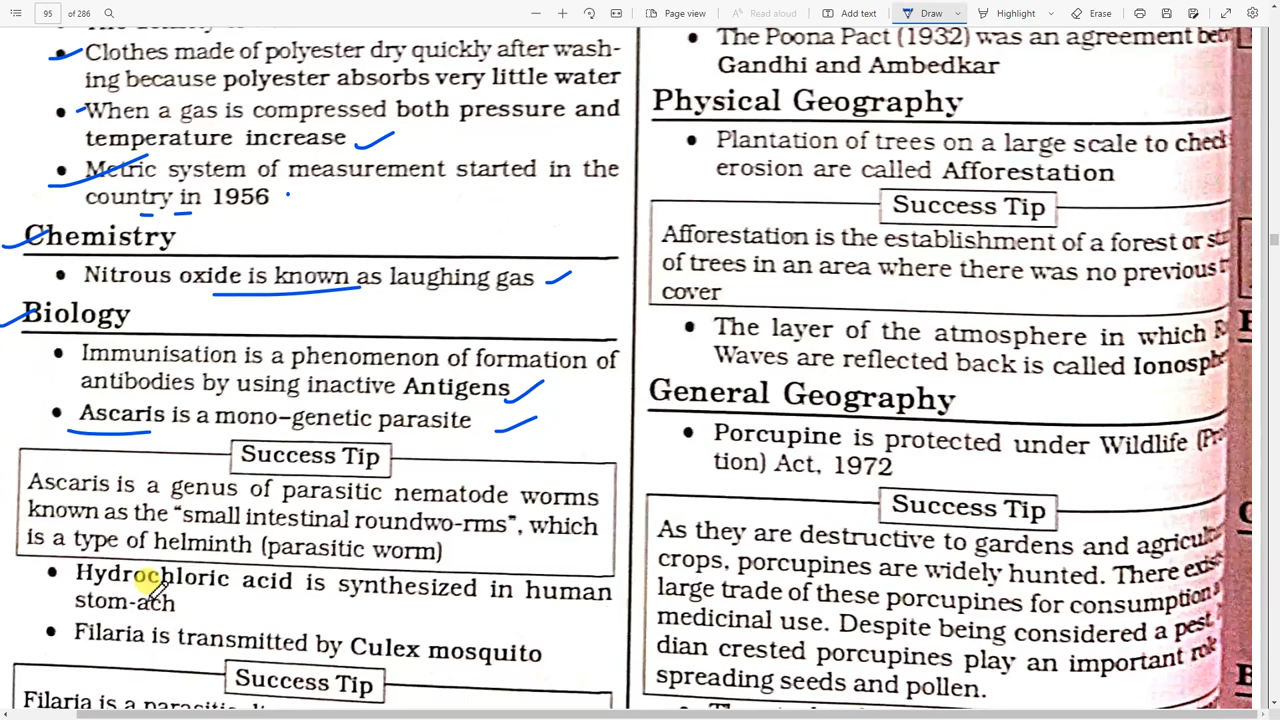 95 of 286
Page view
Read aloud
Add text
Draw
Highlight
Erase
• Clothes made of polyester dry quickly after wash-
ing because polyester absorbs very little water
• When a gas is compressed both pressure and
temperature increase
• Metric system of measurement started in the
country in 1956
Chemistry
• Nitrous oxide is known as laughing gas
Biology
• Immunisation is a phenomenon of formation of
antibodies by using inactive Antigens
• Ascaris is a mono-genetic parasite
Success Tip
Ascaris is a genus of parasitic nematode worms
known as the "small intestinal roundwo-rms", which
is a type of helminth (parasitic worm)
• Hydrochloric acid is synthesized in human
stom-ach
• Filaria is transmitted by Culex mosquito
Success Tip
Filaria is a parasitic
• The Poona Pact (1932) was an agreement
Gandhi and Ambedkar
Physical Geography
• Plantation of trees on a large scale to check
erosion are called Afforestation
Success Tip
Afforestation is the establishment of a forest or
of trees in an area where there was no previous
cover
• The layer of the atmosphere in which
Waves are reflected back is called
General Geography
• Porcupine is protected under Wildlife
tion) Act, 1972
Success Tip
As they are destructive to gardens and
crops, porcupines are widely hunted. There
large trade of these porcupines for consumption
medicinal use. Despite being considered a pest,
dian crested porcupines play an important role
spreading seeds and pollen.